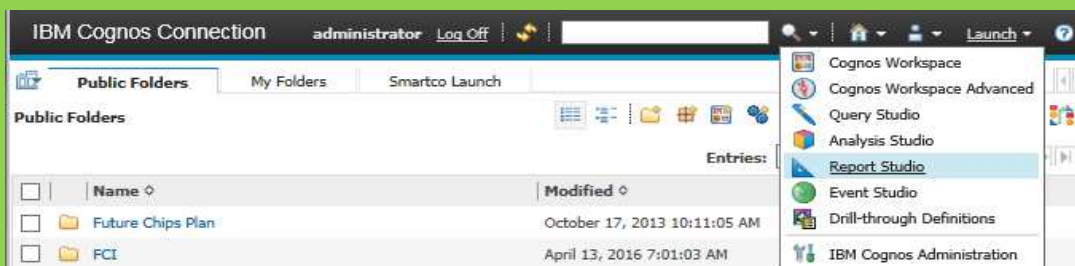 IBM Cognos Connection administrator Log Off Launch
Public Folders My Folders Smartco Launch
Public Folders
Entries:
Name Modified
Future Chips Plan October 17, 2013 10:11:05 AM
FCI April 13, 2016 7:01:03 AM
Cognos Workspace
Cognos Workspace Advanced
Query Studio
Analysis Studio
Report Studio
Event Studio
Drill-through Definitions
IBM Cognos Administration